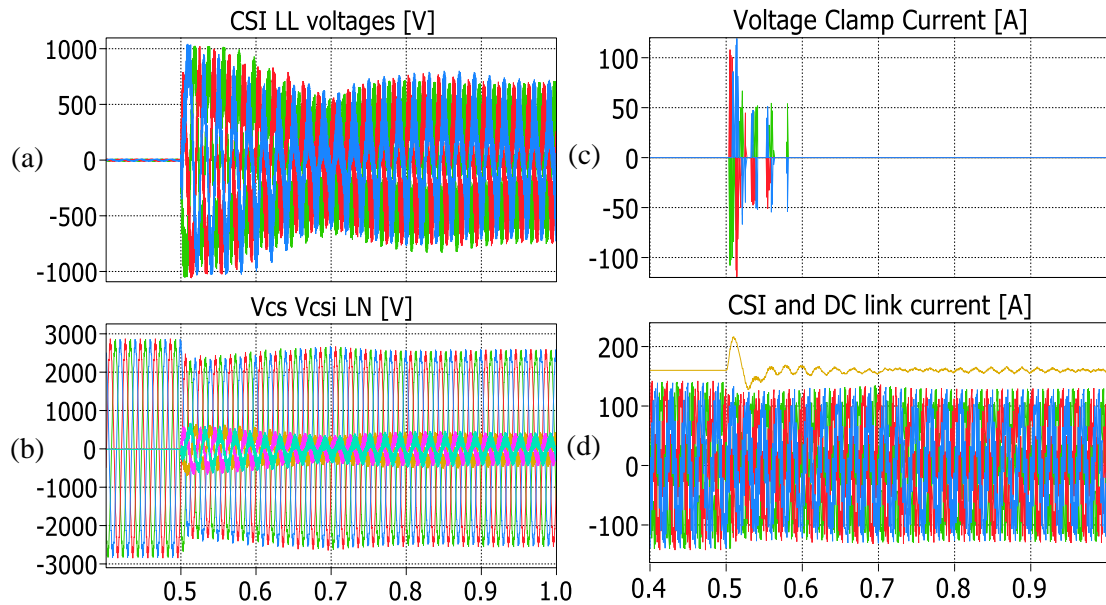 CSI LL voltages [V]
1000
500
(a)
0
-500
-1000
Vcs Vcsi LN [V]
3000
2000
1000
(b)
0
-1000
-2000
-3000
0.5 0.6 0.7 0.8 0.9 1.0
Voltage Clamp Current [A]
100
50
(c)
0
-50
-100
CSI and DC link current [A]
200
100
(d)
0
-100
0.4 0.5 0.6 0.7 0.8 0.9